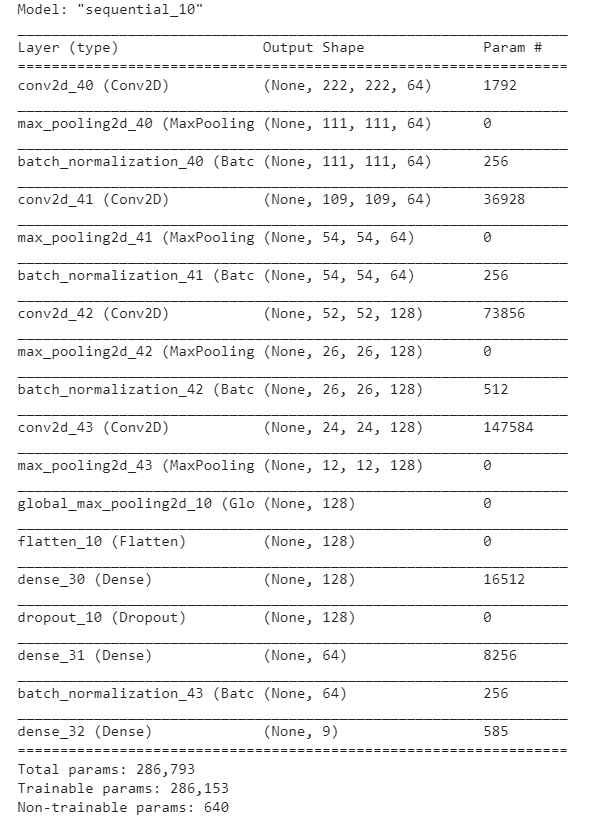 Model: "sequential_10"
Layer (type) Output Shape Param #
conv2d_40 (Conv2D) (None, 222, 222, 64) 1792
max_pooling2d_40 (MaxPooling (None, 111, 111, 64) 0
batch_normalization_40 (Batc (None, 111, 111, 64) 256
conv2d_41 (Conv2D) (None, 109, 109, 64) 36928
max_pooling2d_41 (MaxPooling (None, 54, 54, 64) 0
batch_normalization_41 (Batc (None, 54, 54, 64) 256
conv2d_42 (Conv2D) (None, 52, 52, 128) 73856
max_pooling2d_42 (MaxPooling (None, 26, 26, 128) 0
batch_normalization_42 (Batc (None, 26, 26, 128) 512
conv2d_43 (Conv2D) (None, 24, 24, 128) 147584
max_pooling2d_43 (MaxPooling (None, 12, 12, 128) 0
global_max_pooling2d_10 (Glo (None, 128) 0
flatten_10 (Flatten) (None, 128) 0
dense_30 (Dense) (None, 128) 16512
dropout_10 (Dropout) (None, 128) 0
dense_31 (Dense) (None, 64) 8256
batch_normalization_43 (Batc (None, 64) 256
dense_32 (Dense) (None, 9) 585
Total params: 286,793
Trainable params: 286,153
Non-trainable params: 640